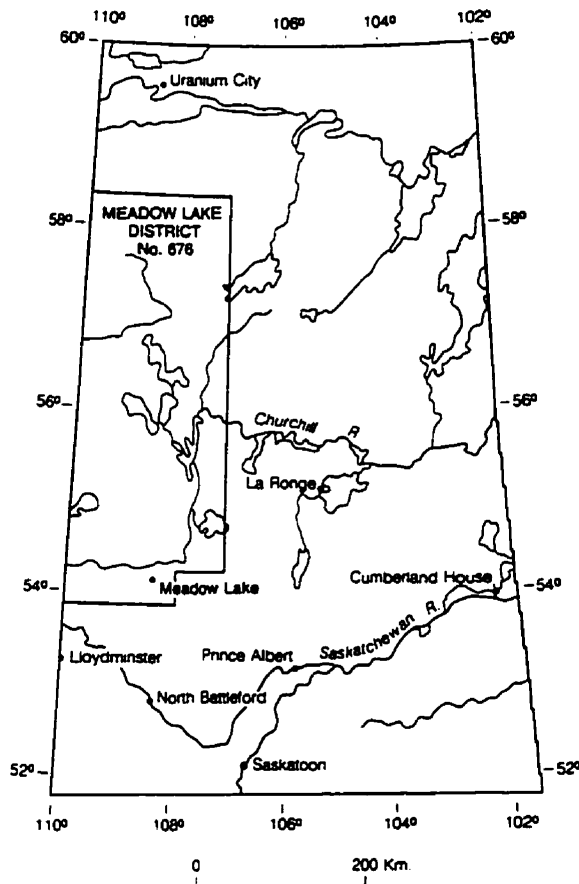 110° 108° 106° 104° 102°
60° 60°
Uranium City
58° 58°
MEADOW LAKE
DISTRICT
No. 676
56° 56°
Churchill R
La Ronge
54° 54°
Meadow Lake
Cumberland House
Saskatchewan R.
Prince Albert
Lloydminster
North Battleford
52° 52°
Saskatoon
110° 108° 106° 104° 102°
0 200 Km.